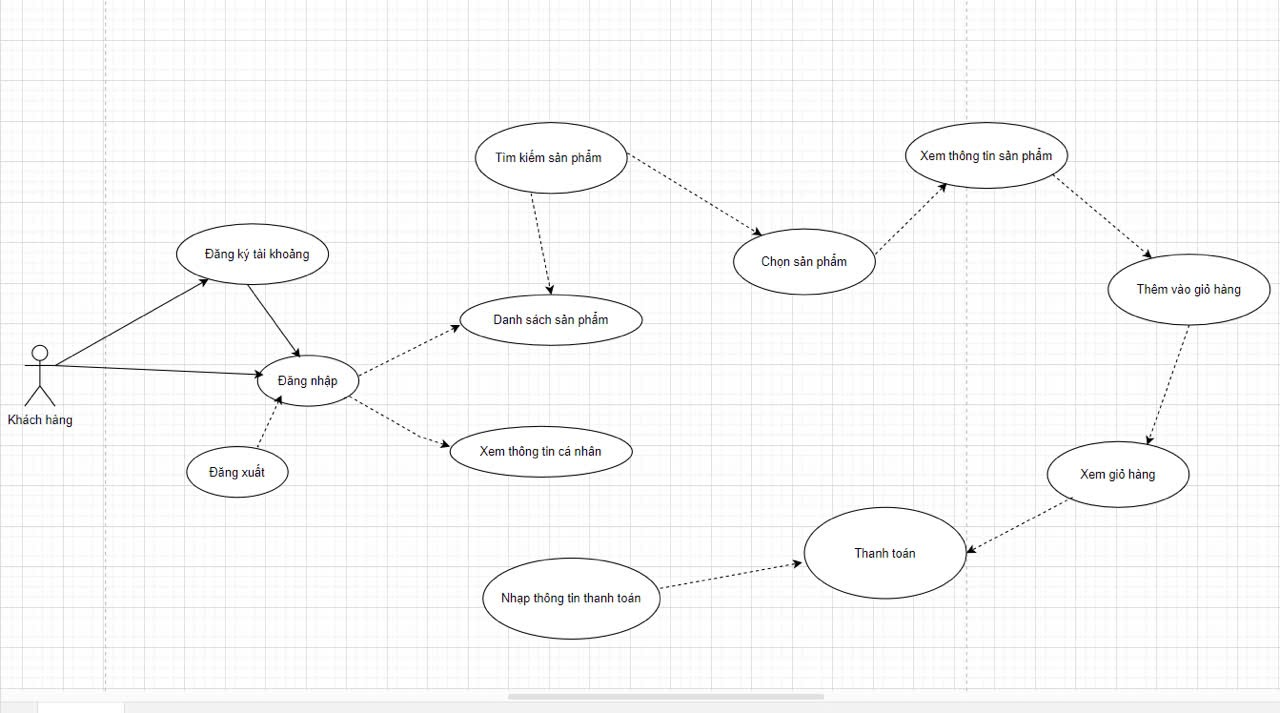 Tìm kiếm sản phẩm
Xem thông tin sản phẩm
Đăng ký tài khoảng
Chọn sản phẩm
Thêm vào giỏ hàng
Danh sách sản phẩm
Đăng nhập
Khách hàng
Xem thông tin cá nhân
Đăng xuất
Xem giỏ hàng
Thanh toán
Nhạp thông tin thanh toán